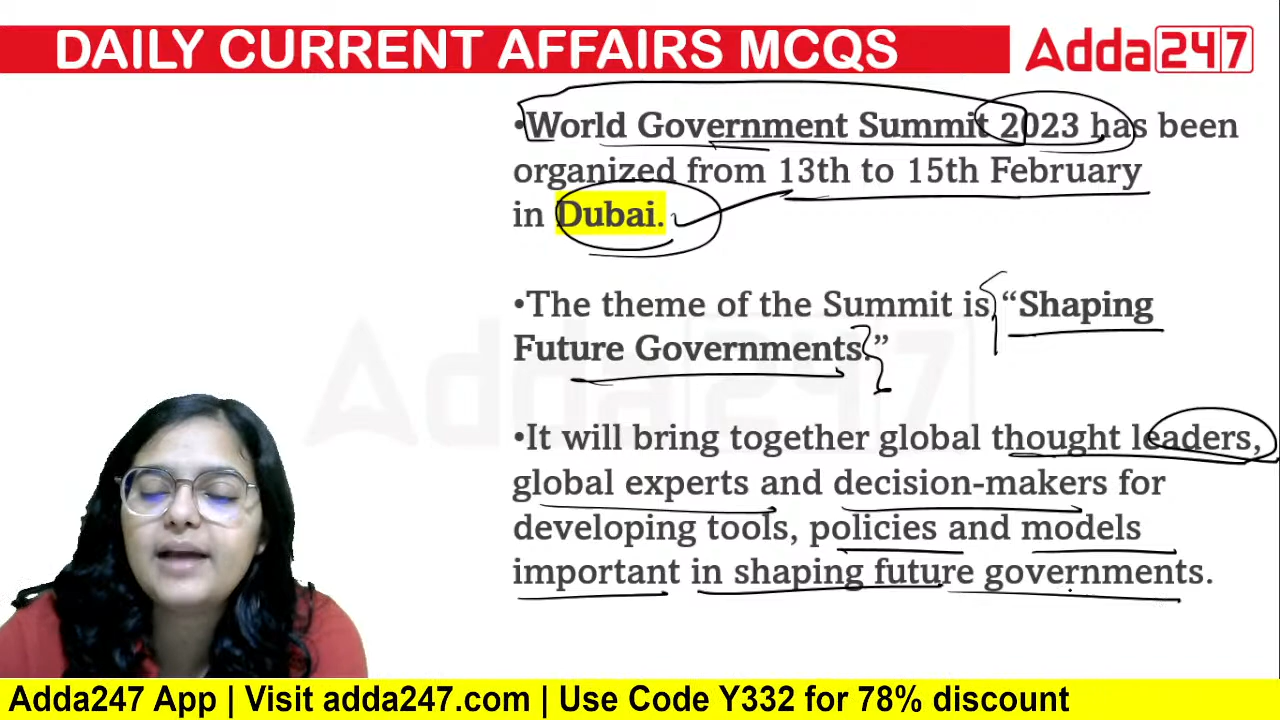 DAILY CURRENT AFFAIRS MCQS
Adda247
•World Government Summit 2023 has been
organized from 13th to 15th February
in Dubai.
•The theme of the Summit is “Shaping
Future Governments.”
•It will bring together global thought leaders,
global experts and decision-makers for
developing tools, policies and models
important in shaping future governments.
Adda247
Adda247 App | Visit adda247.com | Use Code Y332 for 78% discount